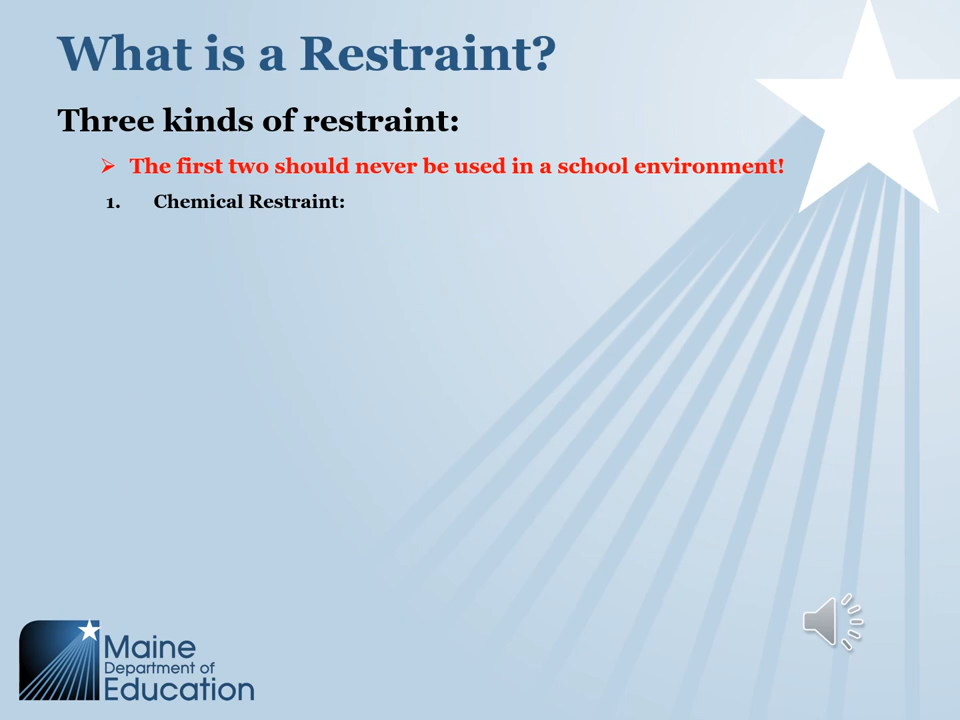 What is a Restraint?
Three kinds of restraint:
➢ The first two should never be used in a school environment!
1. Chemical Restraint:
Maine
Department of
Education